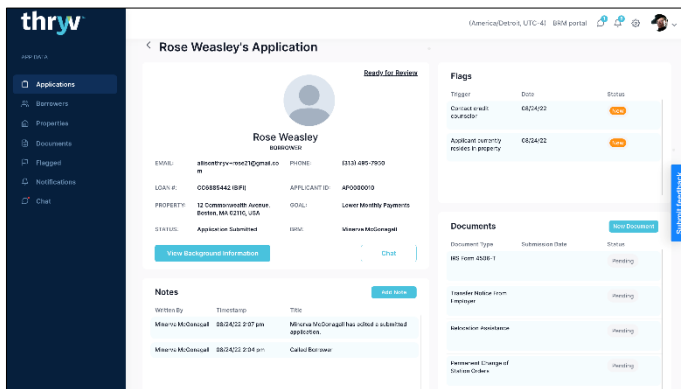 thryv
(America/Detroit, UTC-4) BRM portal
APP DATA
Applications
Borrowers
Properties
Documents
Flagged
Notifications
Chat
Rose Weasley's Application
Ready for Review
Rose Weasley
BORROWER
EMAIL: allisonthryv+rose21@gmail.co
m
PHONE: (313) 495-7950
LOAN #: CC6885442 (BIFI)
APPLICANT ID: AP0000010
PROPERTY: 12 Commonwealth Avenue,
Boston, MA 02116, USA
GOAL: Lower Monthly Payments
STATUS: Application Submitted
BRM: Minerva McGonagall
View Background Information
Chat
Notes
Add Note
Written By Timestamp Title
Minerva McGonagall 08/24/22 2:07 pm Minerva McGonagall has edited a submitted
application.
Minerva McGonagall 08/24/22 2:04 pm Called Borrower
Flags
Trigger Date Status
Contact credit
counselor
08/24/22 New
Applicant currently
resides in property
08/24/22 New
Documents
New Document
Document Type Submission Date Status
IRS Form 4506-T Pending
Transfer Notice From
Employer
Pending
Relocation Assistance Pending
Permanent Change of
Station Orders
Pending
Submit feedback